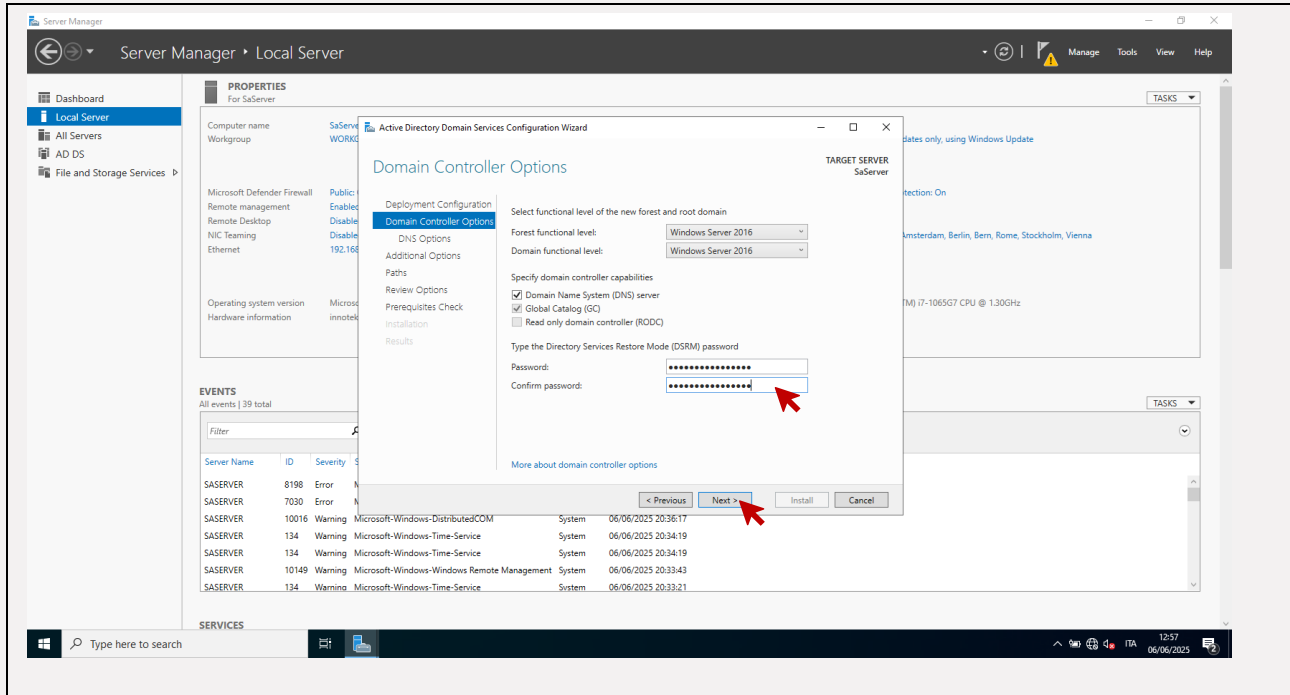 Server Manager
Server Manager • Local Server
Manage Tools View Help
Dashboard
Local Server
All Servers
AD DS
File and Storage Services
PROPERTIES
For SaServer
TASKS
Computer name SaServe
Workgroup WORKG
dates only, using Windows Update
Microsoft Defender Firewall Public:
tection: On
Remote management Enabled
Remote Desktop Disable
NIC Teaming Disable
Amsterdam, Berlin, Bern, Rome, Stockholm, Vienna
Ethernet 192.168
Operating system version Microso
TM) i7-1065G7 CPU @ 1.30GHz
Hardware information innotek
Active Directory Domain Services Configuration Wizard
Domain Controller Options
TARGET SERVER
SaServer
Deployment Configuration
Domain Controller Options
DNS Options
Additional Options
Paths
Review Options
Prerequisites Check
Installation
Results
Select functional level of the new forest and root domain
Forest functional level: Windows Server 2016
Domain functional level: Windows Server 2016
Specify domain controller capabilities
Domain Name System (DNS) server
Global Catalog (GC)
Read only domain controller (RODC)
Type the Directory Services Restore Mode (DSRM) password
Password: ••••••••••••••••
Confirm password: ••••••••••••••••
More about domain controller options
< Previous Next > Install Cancel
EVENTS
All events | 39 total
TASKS
Filter
Server Name ID Severity S
SASERVER 8198 Error M
SASERVER 7030 Error M
SASERVER 10016 Warning Microsoft-Windows-DistributedCOM System 06/06/2025 20:36:17
SASERVER 134 Warning Microsoft-Windows-Time-Service System 06/06/2025 20:34:19
SASERVER 134 Warning Microsoft-Windows-Time-Service System 06/06/2025 20:34:19
SASERVER 10149 Warning Microsoft-Windows-Windows Remote Management System 06/06/2025 20:33:43
SASERVER 134 Warning Microsoft-Windows-Time-Service System 06/06/2025 20:33:21
SERVICES
Type here to search
ITA
12:57
06/06/2025
2